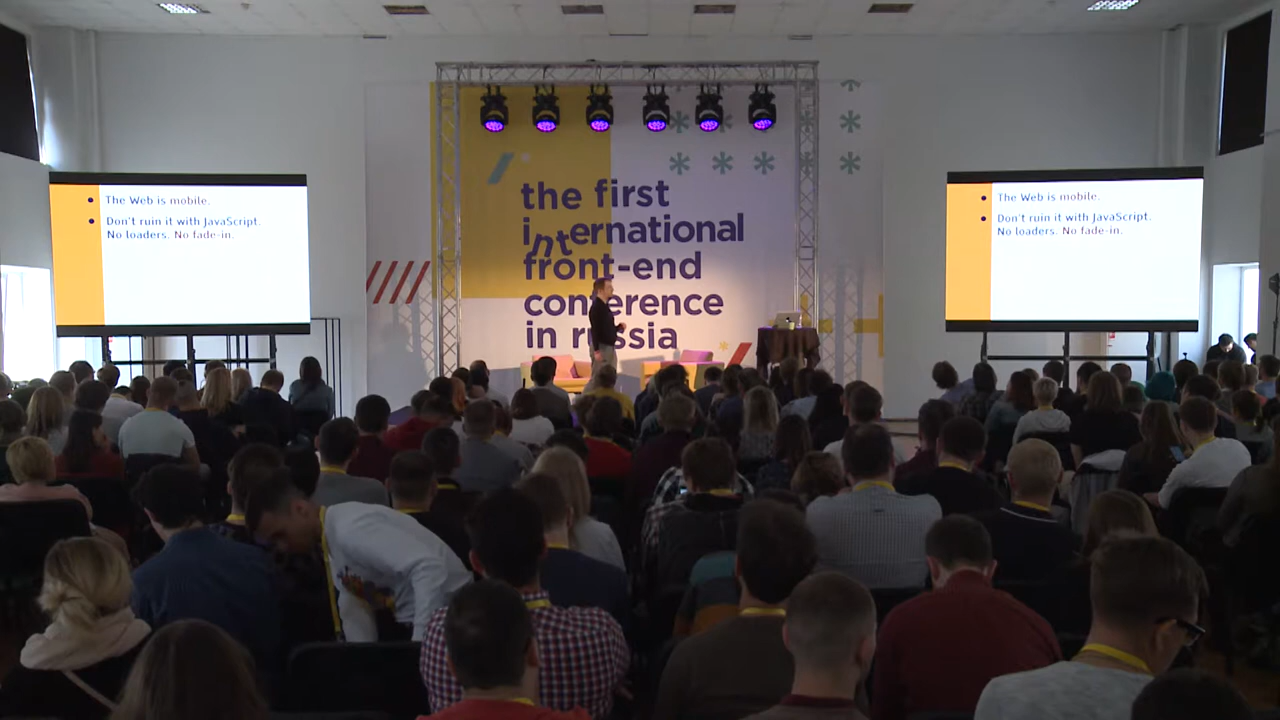 The Web is mobile.
Don't ruin it with JavaScript.
No loaders. No fade-in.
the first
international
front-end
conference
in russia
The Web is mobile.
Don't ruin it with JavaScript.
No loaders. No fade-in.